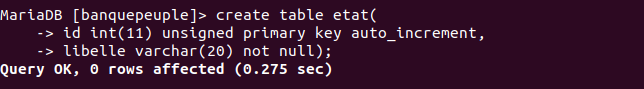 MariaDB [banquepeuple]> create table etat(
    -> id int(11) unsigned primary key auto_increment,
    -> libelle varchar(20) not null);
Query OK, 0 rows affected (0.275 sec)